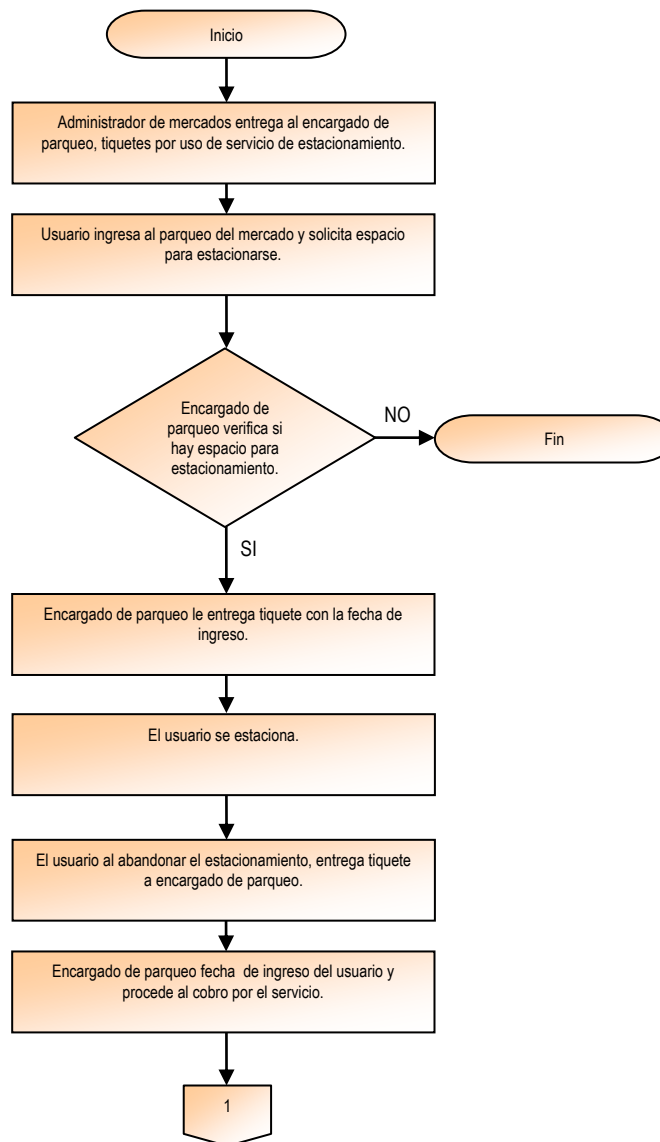 Inicio
Administrador de mercados entrega al encargado de
parqueo, tiquetes por uso de servicio de estacionamiento.
Usuario ingresa al parqueo del mercado y solicita espacio
para estacionarse.
Encargado de
parqueo verifica si
hay espacio para
estacionamiento.
NO
Fin
SI
Encargado de parqueo le entrega tiquete con la fecha de
ingreso.
El usuario se estaciona.
El usuario al abandonar el estacionamiento, entrega tiquete
a encargado de parqueo.
Encargado de parqueo fecha de ingreso del usuario y
procede al cobro por el servicio.
1